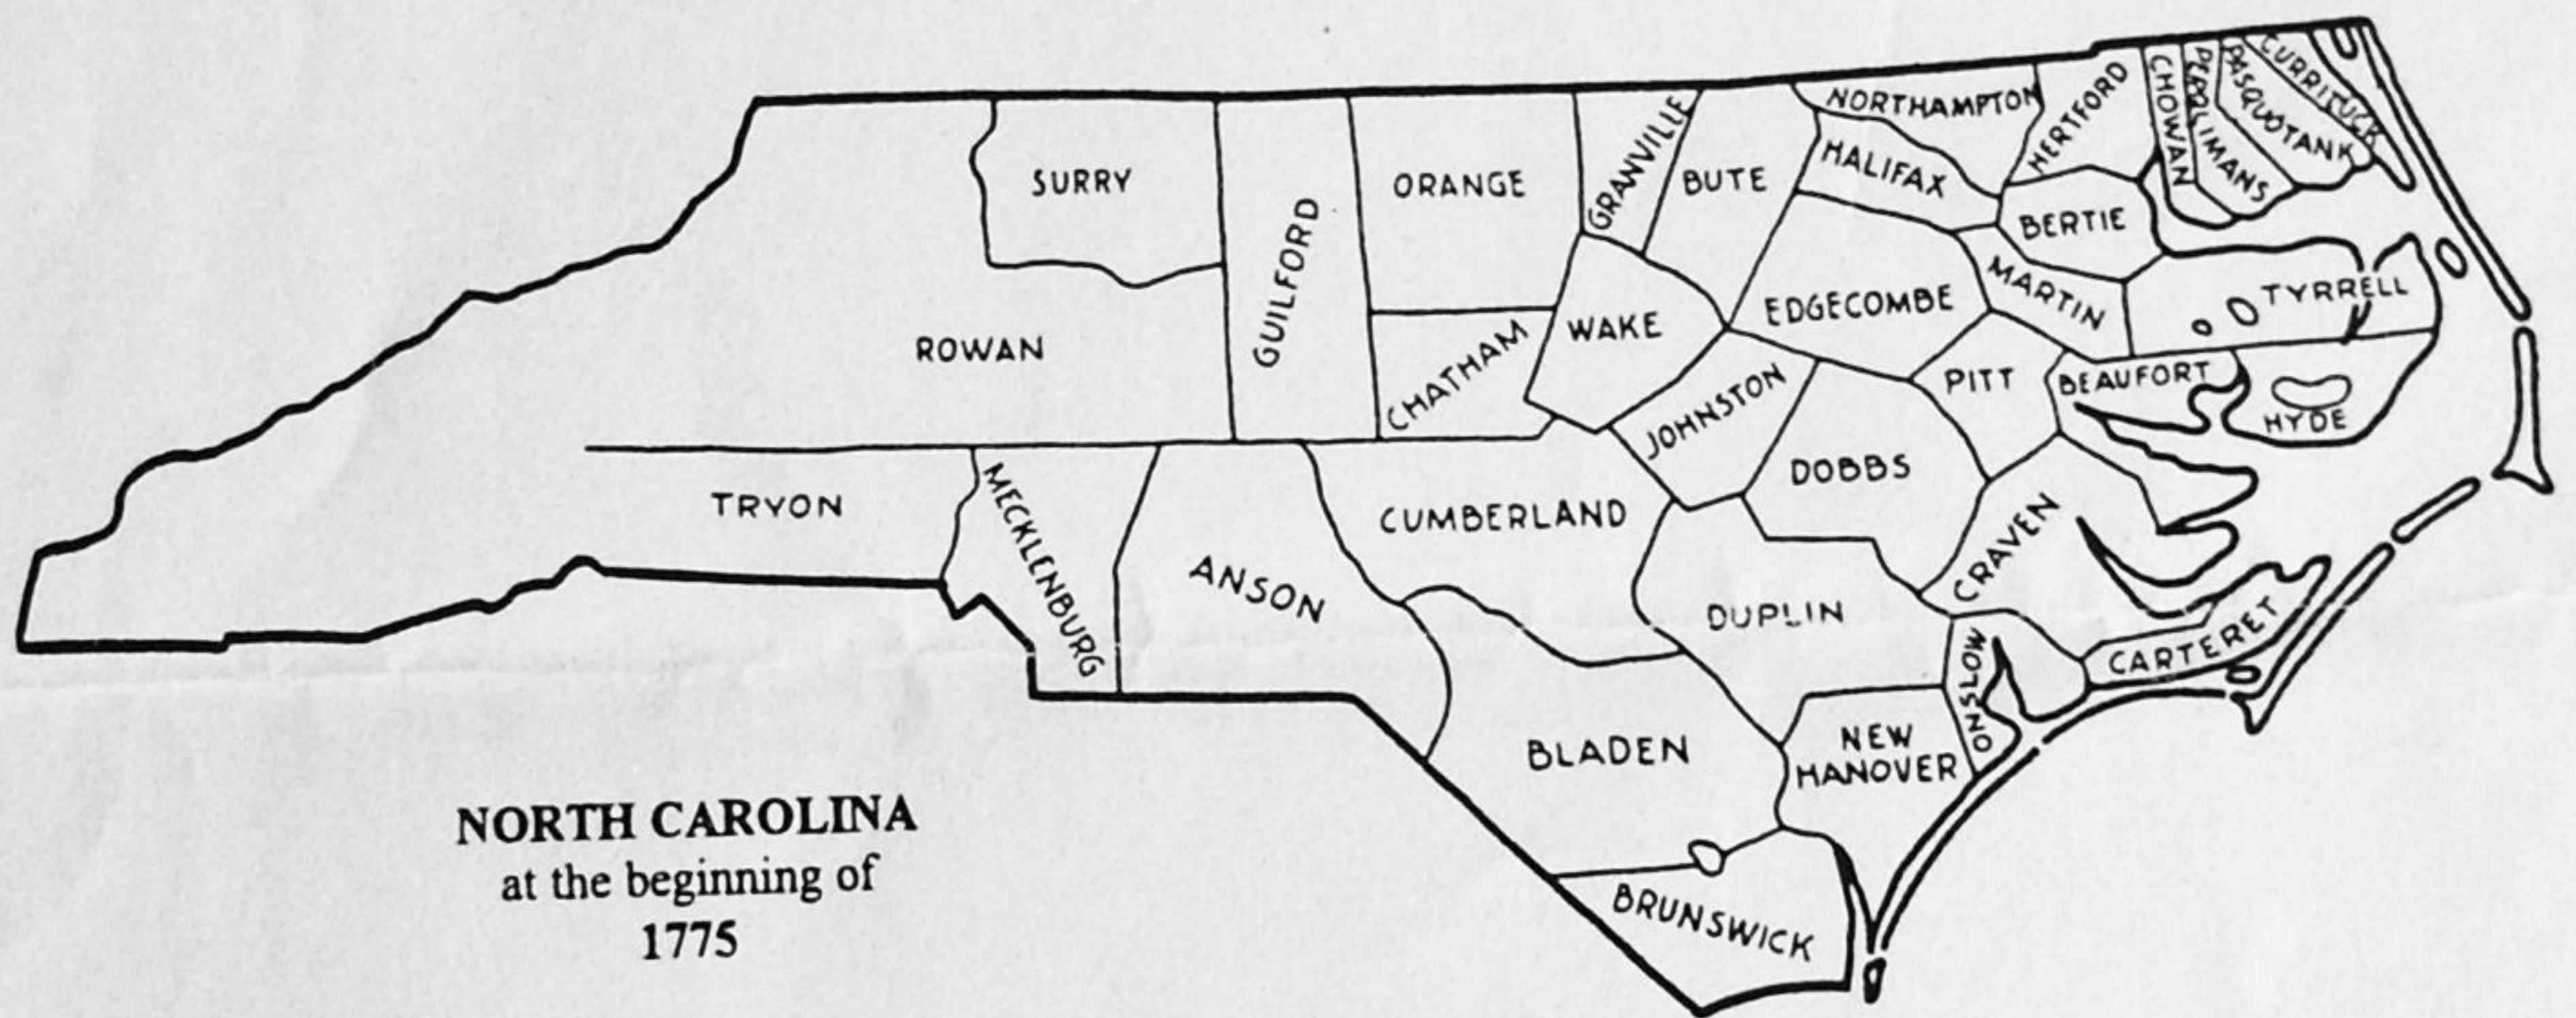 SURRY
GUILFORD
ORANGE
GRANVILLE
BUTE
NORTHAMPTON
HALIFAX
HERTFORD
CHOWAN
PERQUIMANS
PASQUOTANK
CURRITUCK
BERTIE
ROWAN
CHATHAM
WAKE
EDGECOMBE
MARTIN
TYRRELL
JOHNSTON
PITT
BEAUFORT
HYDE
TRYON
MECKLENBURG
ANSON
CUMBERLAND
DOBBS
CRAVEN
DUPLIN
ONSLOW
CARTERET
BLADEN
NEW
HANOVER
BRUNSWICK
NORTH CAROLINA
at the beginning of
1775